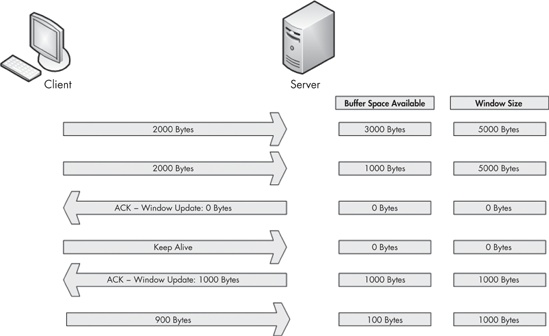 Client
Server
Buffer Space Available
Window Size
2000 Bytes
3000 Bytes
5000 Bytes
2000 Bytes
1000 Bytes
5000 Bytes
ACK – Window Update: 0 Bytes
0 Bytes
0 Bytes
Keep Alive
0 Bytes
0 Bytes
ACK – Window Update: 1000 Bytes
1000 Bytes
1000 Bytes
900 Bytes
100 Bytes
1000 Bytes